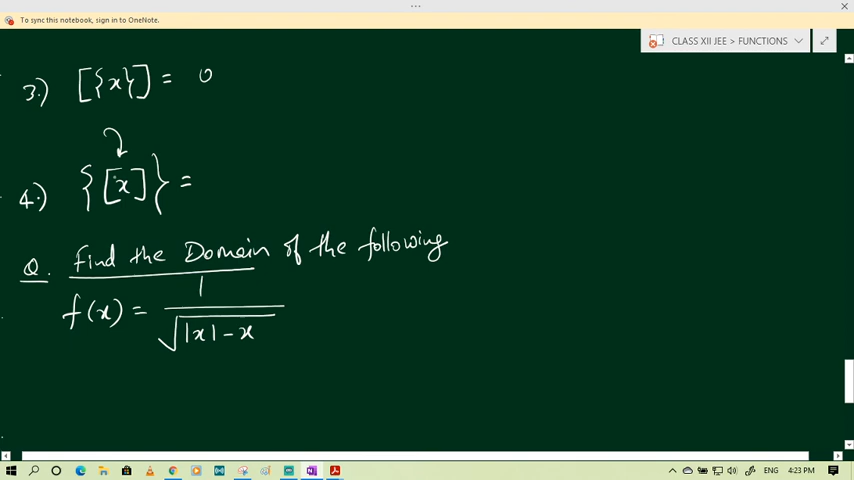 ...
To sync this notebook, sign in to OneNote.
CLASS XII JEE > FUNCTIONS
3.) [{x}] = 0
4.) {[x]} =
Q. Find the Domain of the following
f(x) = 1 / √(|x| - x)
ENG 4:23 PM